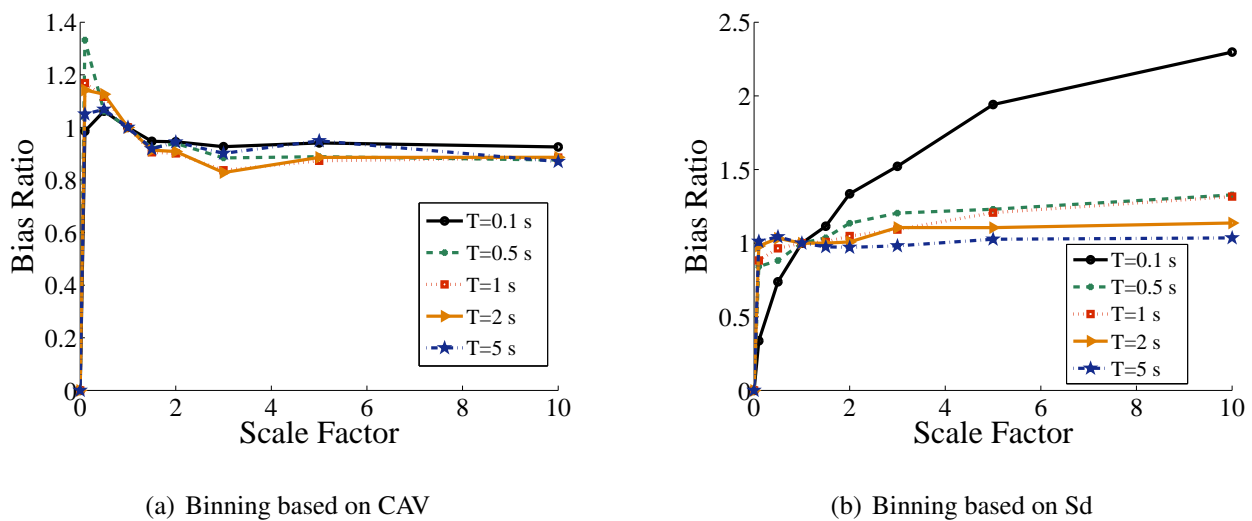 1.4
1.2
1
0.8
0.6
0.4
0.2
0
Bias Ratio
T=0.1 s
T=0.5 s
T=1 s
T=2 s
T=5 s
0 2 4 6 8 10
Scale Factor
(a) Binning based on CAV
2.5
2
1.5
1
0.5
0
Bias Ratio
T=0.1 s
T=0.5 s
T=1 s
T=2 s
T=5 s
0 2 4 6 8 10
Scale Factor
(b) Binning based on Sd